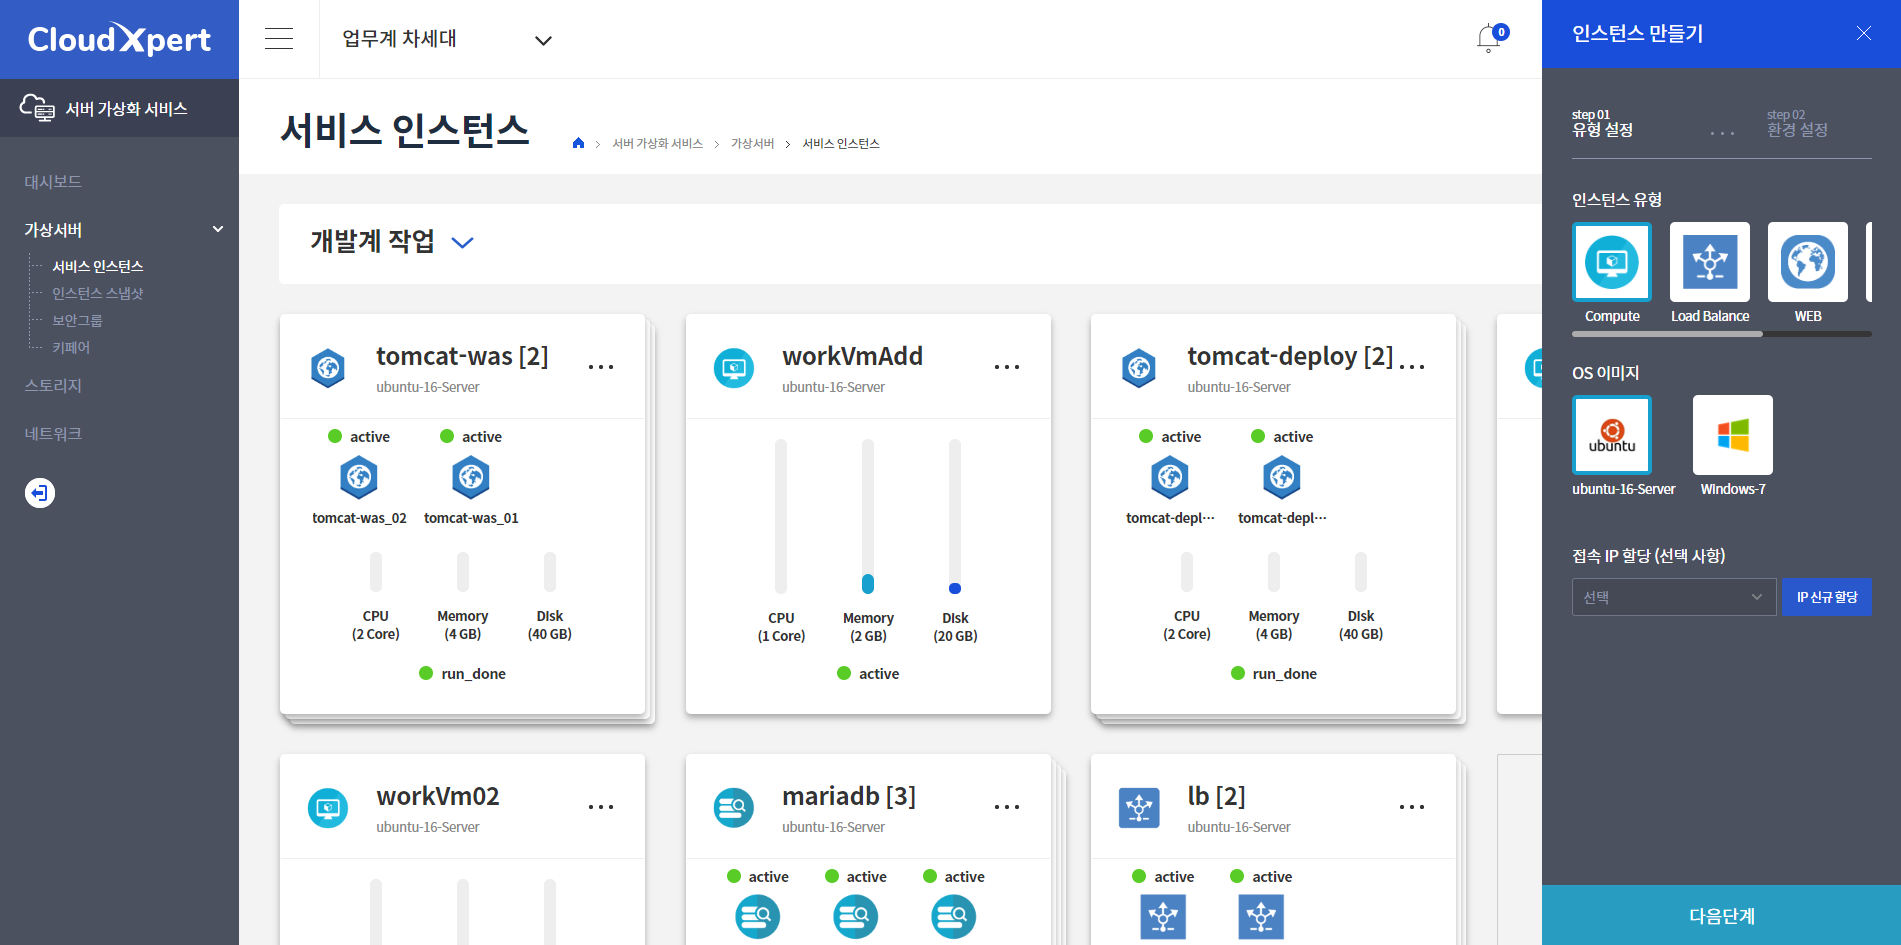 CloudXpert
서버 가상화 서비스
대시보드
가상서버
서비스 인스턴스
인스턴스 스냅샷
보안그룹
키페어
스토리지
네트워크
업무계 차세대
0
서비스 인스턴스
서버 가상화 서비스 > 가상서버 > 서비스 인스턴스
개발계 작업
tomcat-was [2]
ubuntu-16-Server
active active
tomcat-was_02 tomcat-was_01
CPU Memory Disk
(2 Core) (4 GB) (40 GB)
run_done
workVmAdd
ubuntu-16-Server
CPU Memory Disk
(1 Core) (2 GB) (20 GB)
active
tomcat-deploy [2]
ubuntu-16-Server
active active
tomcat-depl… tomcat-depl…
CPU Memory Disk
(2 Core) (4 GB) (40 GB)
run_done
workVm02
ubuntu-16-Server
mariadb [3]
ubuntu-16-Server
active active active
lb [2]
ubuntu-16-Server
active active
인스턴스 만들기
step 01 step 02
유형 설정 ... 환경 설정
인스턴스 유형
Compute Load Balance WEB
OS 이미지
ubuntu
ubuntu-16-Server Windows-7
접속 IP 할당 (선택 사항)
선택 IP 신규 할당
다음단계